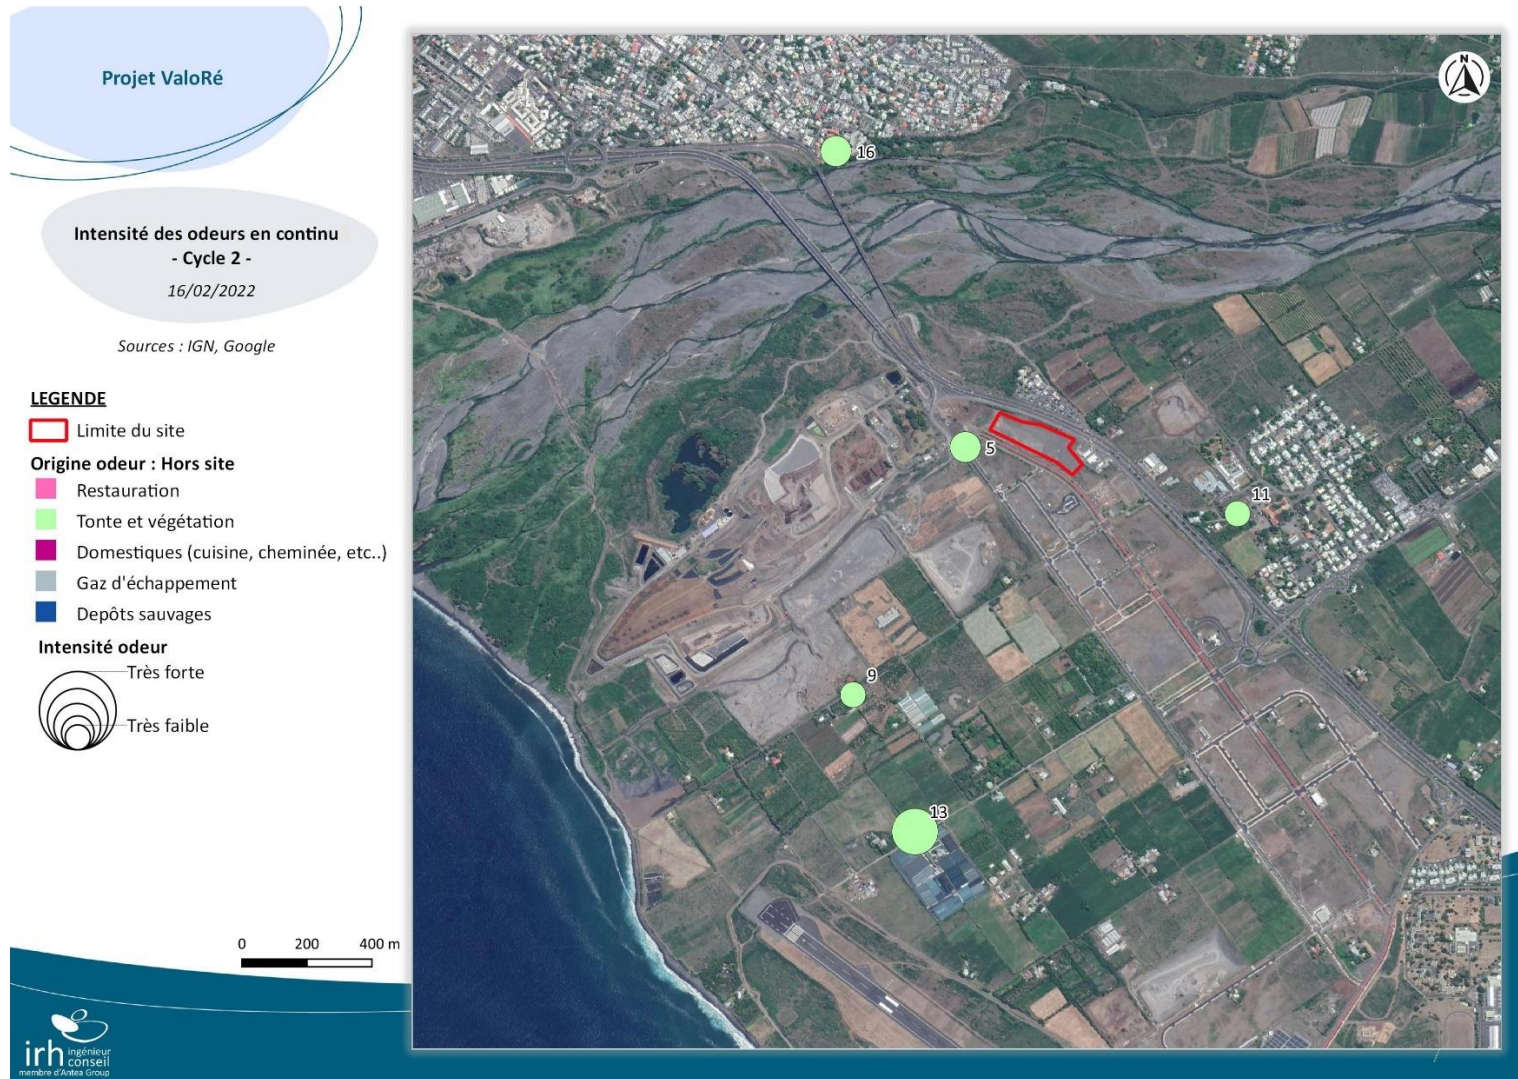 Projet ValoRé
Intensité des odeurs en continu
- Cycle 2 -
16/02/2022
Sources : IGN, Google
LEGENDE
Limite du site
Origine odeur : Hors site
Restauration
Tonte et végétation
Domestiques (cuisine, cheminée, etc..)
Gaz d'échappement
Depôts sauvages
Intensité odeur
Très forte
Très faible
0 200 400 m
irh ingénieur
conseil
membre d'Antea Group
N
16
5
11
9
13